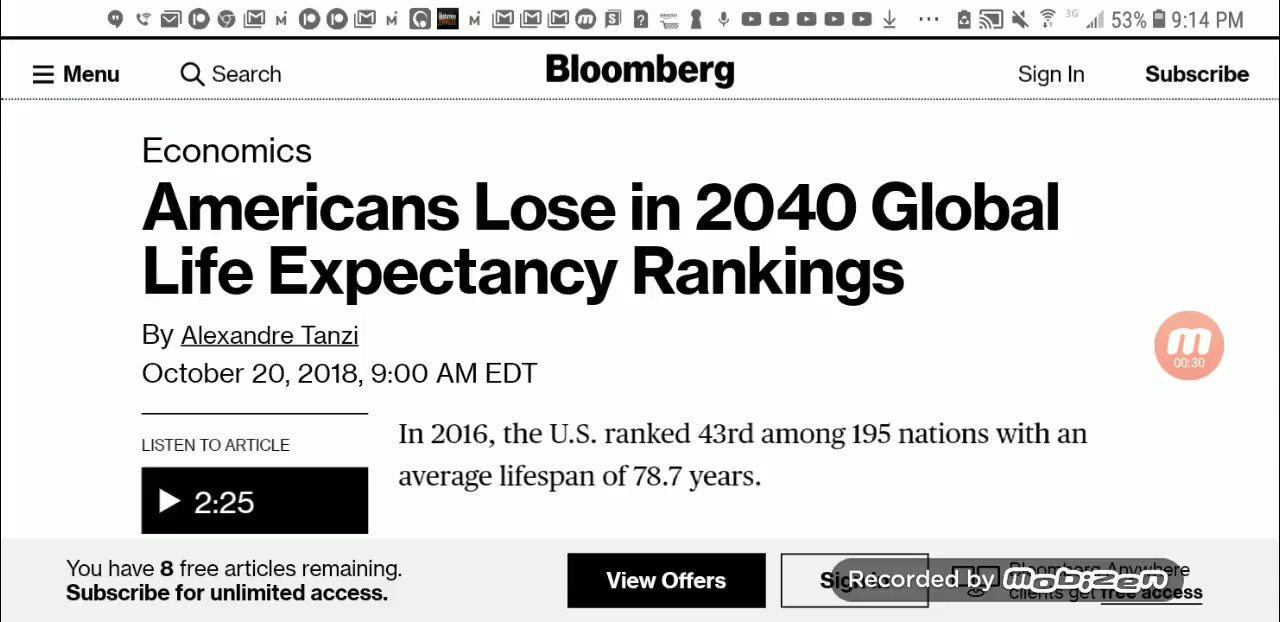 3G 53% 9:14 PM
Menu Search Bloomberg Sign In Subscribe
Economics
Americans Lose in 2040 Global
Life Expectancy Rankings
By Alexandre Tanzi
October 20, 2018, 9:00 AM EDT
00:30
LISTEN TO ARTICLE
2:25
In 2016, the U.S. ranked 43rd among 195 nations with an
average lifespan of 78.7 years.
You have 8 free articles remaining.
Subscribe for unlimited access.
View Offers
Sign In
Bloomberg Anywhere
clients get free access
Recorded by mobizen